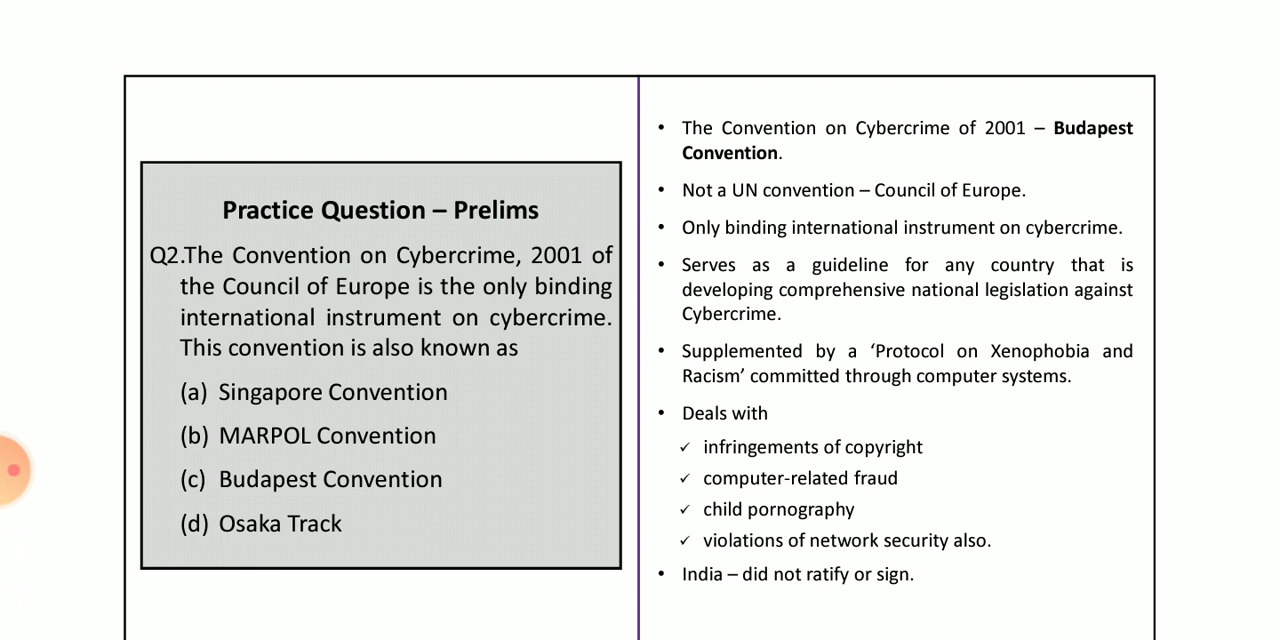 Practice Question – Prelims
Q2.The Convention on Cybercrime, 2001 of
the Council of Europe is the only binding
international instrument on cybercrime.
This convention is also known as
(a) Singapore Convention
(b) MARPOL Convention
(c) Budapest Convention
(d) Osaka Track
• The Convention on Cybercrime of 2001 – Budapest
Convention.
• Not a UN convention – Council of Europe.
• Only binding international instrument on cybercrime.
• Serves as a guideline for any country that is
developing comprehensive national legislation against
Cybercrime.
• Supplemented by a ‘Protocol on Xenophobia and
Racism’ committed through computer systems.
• Deals with
✓ infringements of copyright
✓ computer-related fraud
✓ child pornography
✓ violations of network security also.
• India – did not ratify or sign.